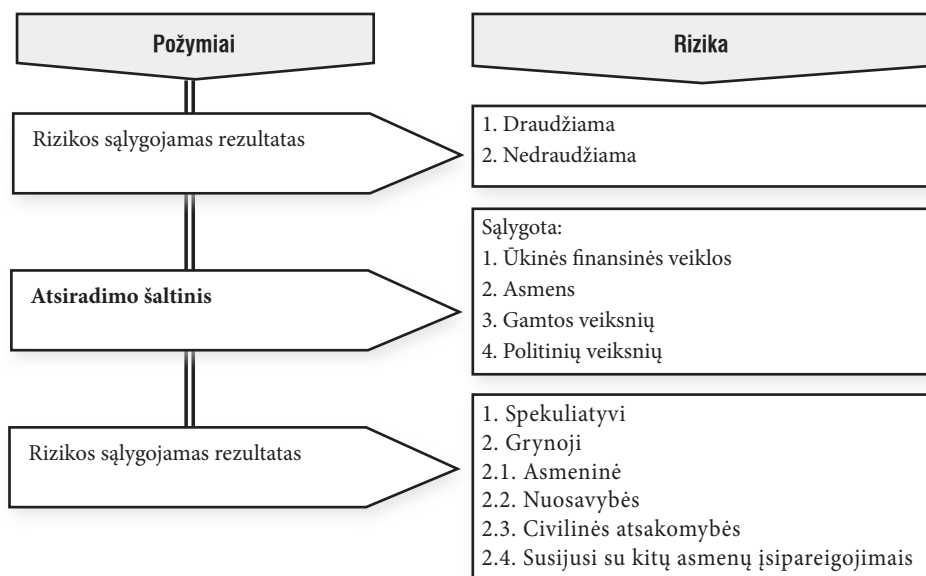 Požymiai
Rizika
Rizikos sąlygojamas rezultatas
1. Draudžiama
2. Nedraudžiama
Atsiradimo šaltinis
Sąlygota:
1. Ūkinės finansinės veiklos
2. Asmens
3. Gamtos veiksnių
4. Politinių veiksnių
Rizikos sąlygojamas rezultatas
1. Spekuliatyvi
2. Grynoji
2.1. Asmeninė
2.2. Nuosavybės
2.3. Civilinės atsakomybės
2.4. Susijusi su kitų asmenų įsipareigojimais